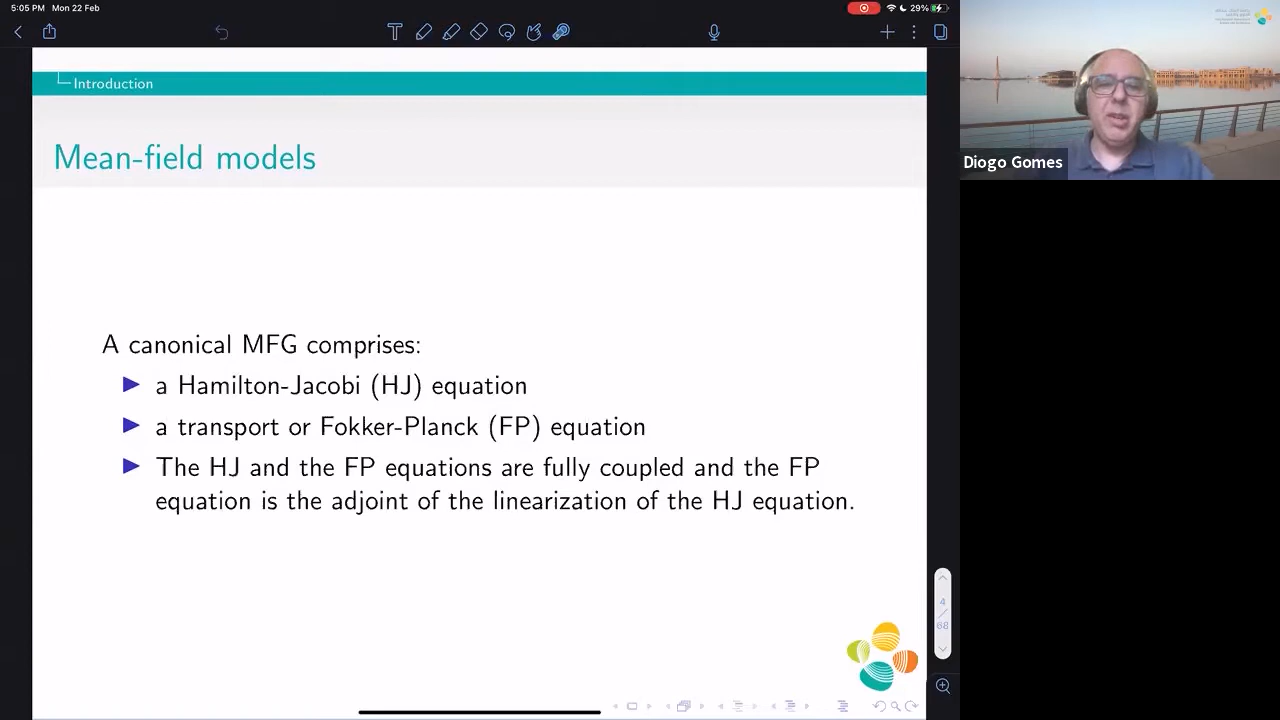 5:05 PM Mon 22 Feb
29%
Introduction
Mean-field models
A canonical MFG comprises:
a Hamilton-Jacobi (HJ) equation
a transport or Fokker-Planck (FP) equation
The HJ and the FP equations are fully coupled and the FP
equation is the adjoint of the linearization of the HJ equation.
4
/
68
Diogo Gomes